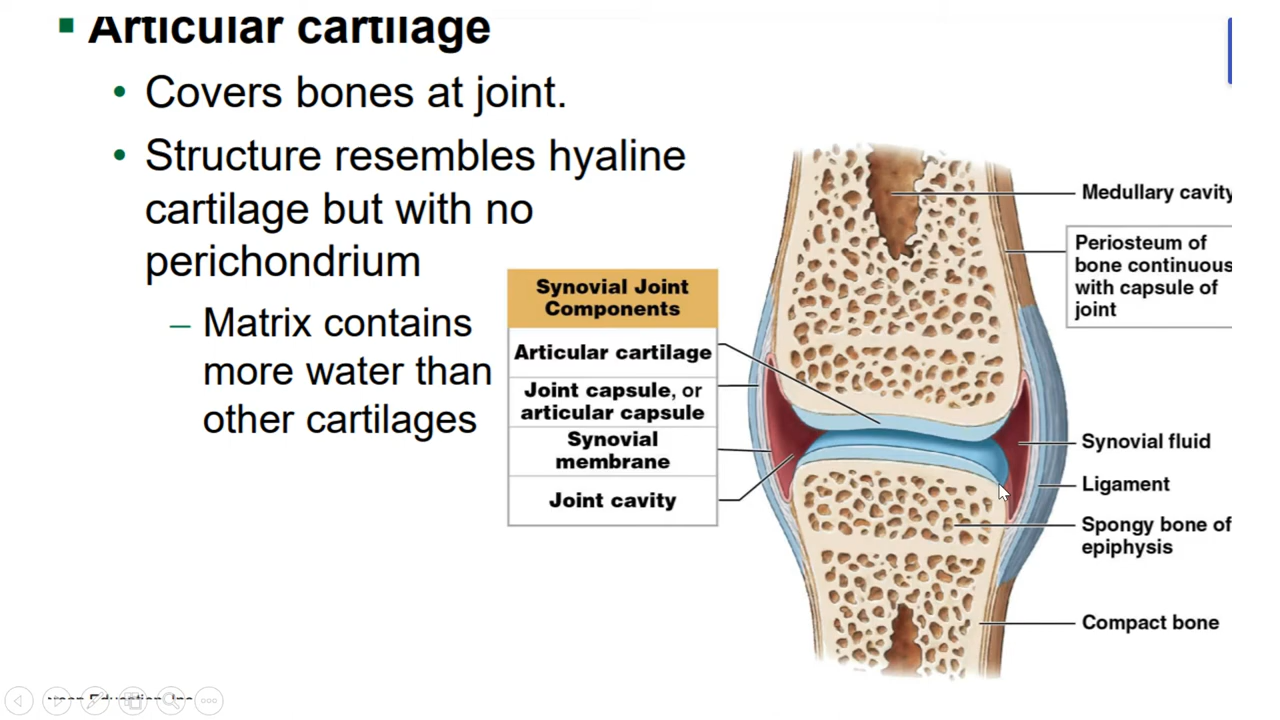 ▪ Articular cartilage
• Covers bones at joint.
• Structure resembles hyaline
cartilage but with no
perichondrium
– Matrix contains
more water than
other cartilages
Synovial Joint
Components
Articular cartilage
Joint capsule, or
articular capsule
Synovial
membrane
Joint cavity
Medullary cavity
Periosteum of
bone continuous
with capsule of
joint
Synovial fluid
Ligament
Spongy bone of
epiphysis
Compact bone
Education, Inc